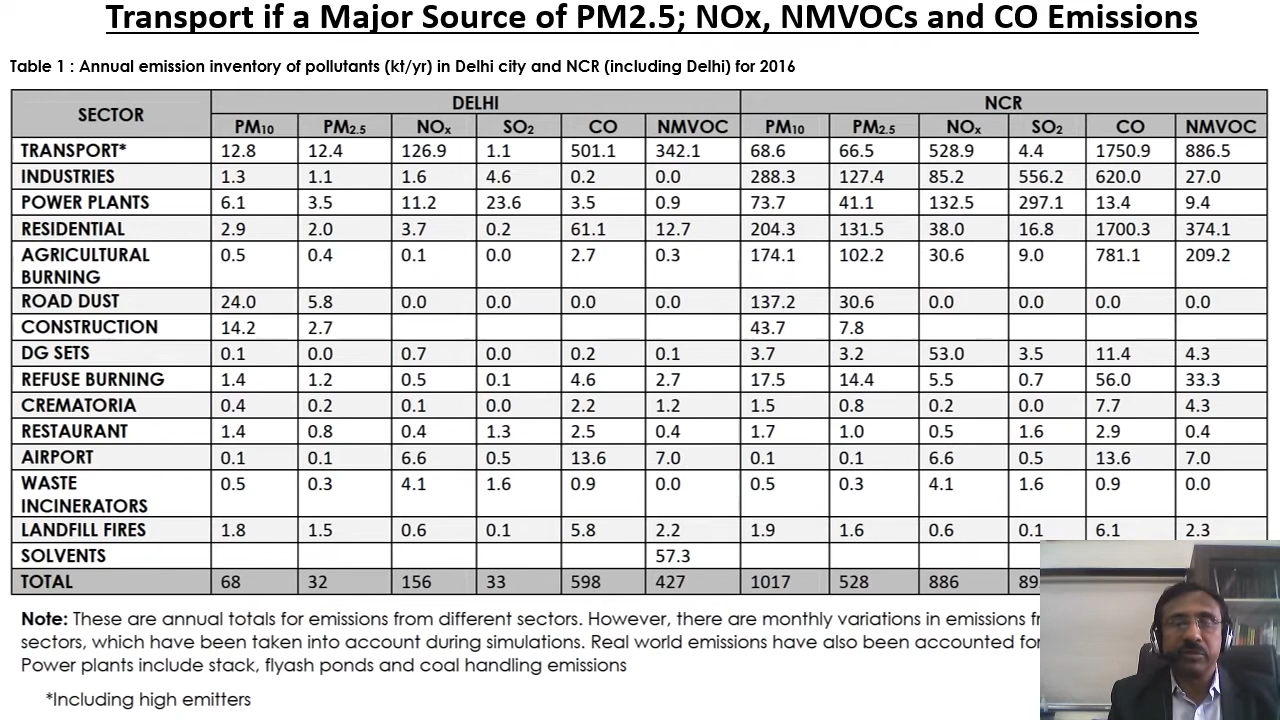 Transport if a Major Source of PM2.5; NOx, NMVOCs and CO Emissions
Table 1 : Annual emission inventory of pollutants (kt/yr) in Delhi city and NCR (including Delhi) for 2016
SECTOR DELHI NCR
PM10 PM2.5 NOx SO2 CO NMVOC PM10 PM2.5 NOx SO2 CO NMVOC
TRANSPORT* 12.8 12.4 126.9 1.1 501.1 342.1 68.6 66.5 528.9 4.4 1750.9 886.5
INDUSTRIES 1.3 1.1 1.6 4.6 0.2 0.0 288.3 127.4 85.2 556.2 620.0 27.0
POWER PLANTS 6.1 3.5 11.2 23.6 3.5 0.9 73.7 41.1 132.5 297.1 13.4 9.4
RESIDENTIAL 2.9 2.0 3.7 0.2 61.1 12.7 204.3 131.5 38.0 16.8 1700.3 374.1
AGRICULTURAL 0.5 0.4 0.1 0.0 2.7 0.3 174.1 102.2 30.6 9.0 781.1 209.2
BURNING
ROAD DUST 24.0 5.8 0.0 0.0 0.0 0.0 137.2 30.6 0.0 0.0 0.0 0.0
CONSTRUCTION 14.2 2.7 43.7 7.8
DG SETS 0.1 0.0 0.7 0.0 0.2 0.1 3.7 3.2 53.0 3.5 11.4 4.3
REFUSE BURNING 1.4 1.2 0.5 0.1 4.6 2.7 17.5 14.4 5.5 0.7 56.0 33.3
CREMATORIA 0.4 0.2 0.1 0.0 2.2 1.2 1.5 0.8 0.2 0.0 7.7 4.3
RESTAURANT 1.4 0.8 0.4 1.3 2.5 0.4 1.7 1.0 0.5 1.6 2.9 0.4
AIRPORT 0.1 0.1 6.6 0.5 13.6 7.0 0.1 0.1 6.6 0.5 13.6 7.0
WASTE 0.5 0.3 4.1 1.6 0.9 0.0 0.5 0.3 4.1 1.6 0.9 0.0
INCINERATORS
LANDFILL FIRES 1.8 1.5 0.6 0.1 5.8 2.2 1.9 1.6 0.6 0.1 6.1 2.3
SOLVENTS 57.3
TOTAL 68 32 156 33 598 427 1017 528 886
Note: These are annual totals for emissions from different sectors. However, there are monthly variations in emissions
sectors, which have been taken into account during simulations. Real world emissions have also been accounted for
Power plants include stack, flyash ponds and coal handling emissions
*Including high emitters